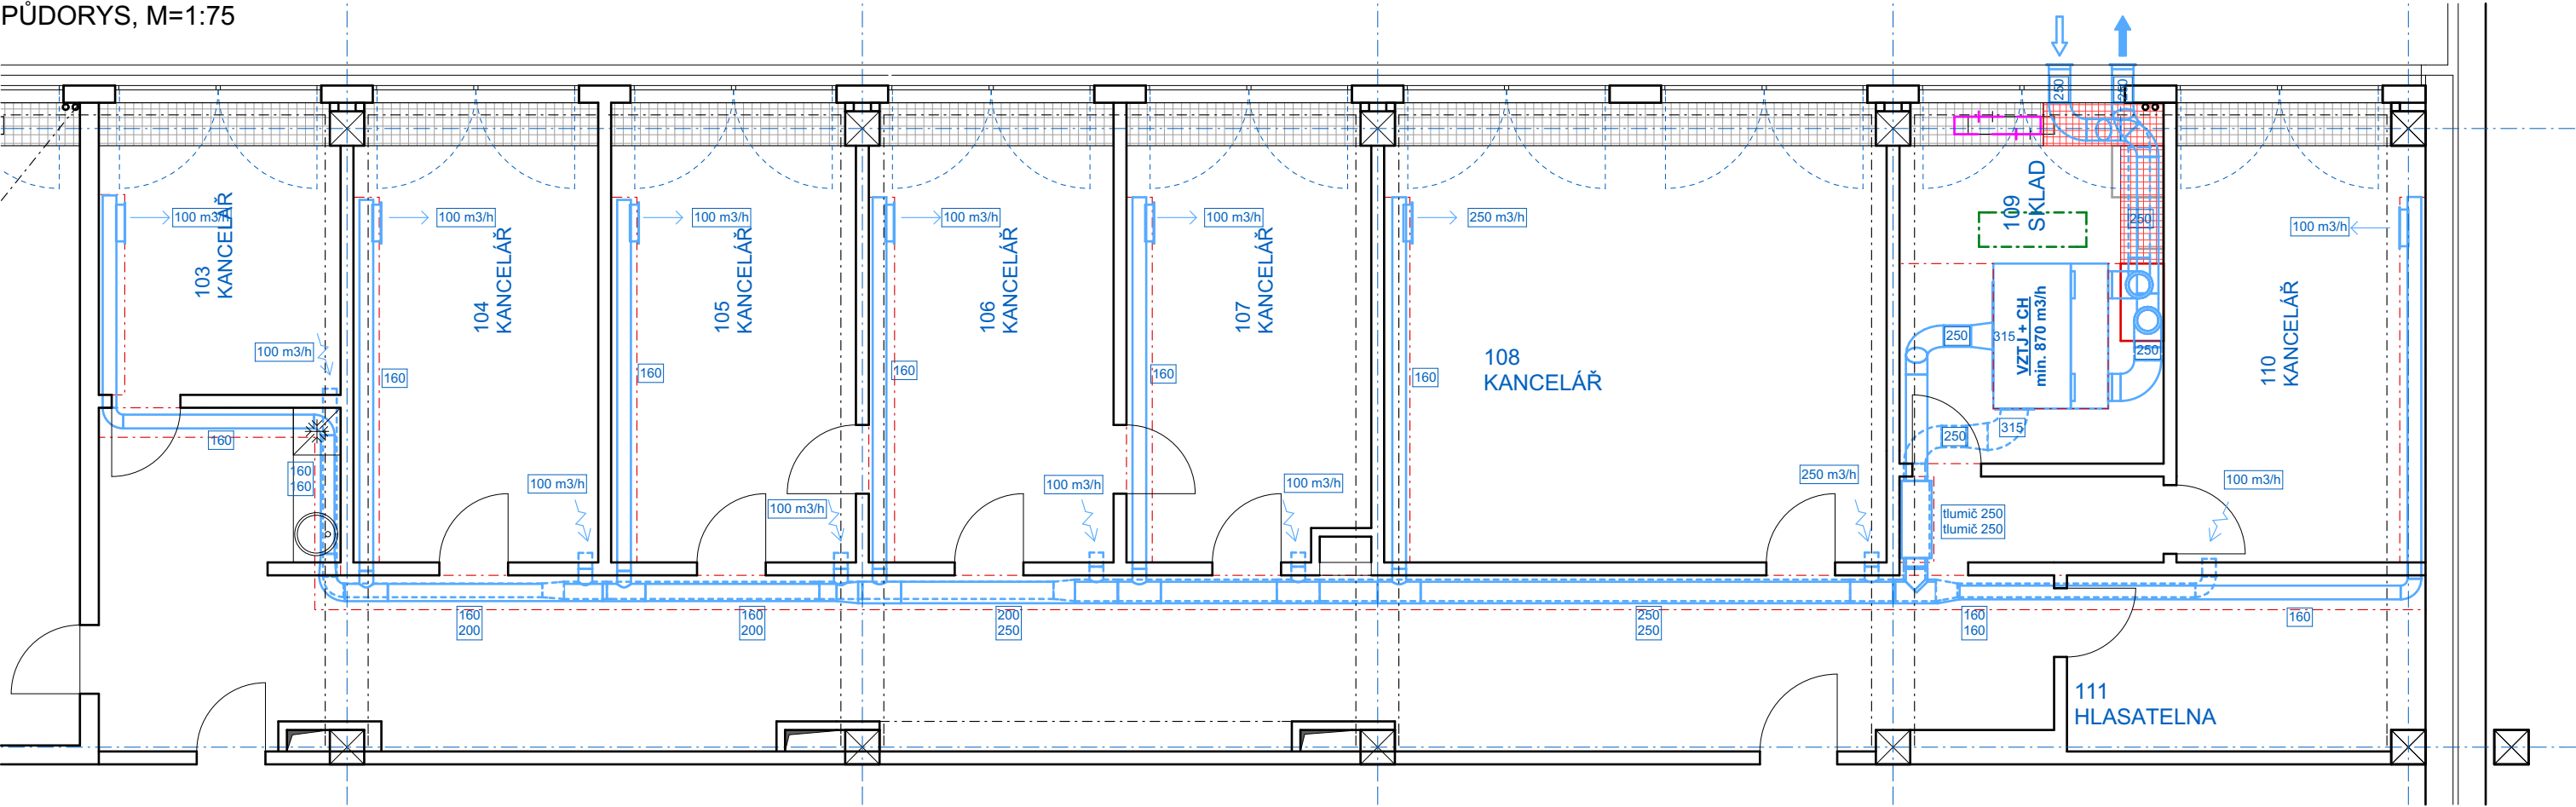 PŮDORYS, M=1:75
250
250
100 m3/h
103
KANCELÁŘ
100 m3/h
104
KANCELÁŘ
100 m3/h
105
KANCELÁŘ
100 m3/h
106
KANCELÁŘ
100 m3/h
107
KANCELÁŘ
250 m3/h
108
KANCELÁŘ
109
SKLAD
250
100 m3/h
110
KANCELÁŘ
VZTJ + CH
min. 870 m3/h
315
250
250
100 m3/h
160
160
160
160
160
160
160
160
250
315
100 m3/h
100 m3/h
100 m3/h
100 m3/h
250 m3/h
100 m3/h
tlumič 250
tlumič 250
160
200
160
200
200
250
250
250
160
160
160
111
HLASATELNA